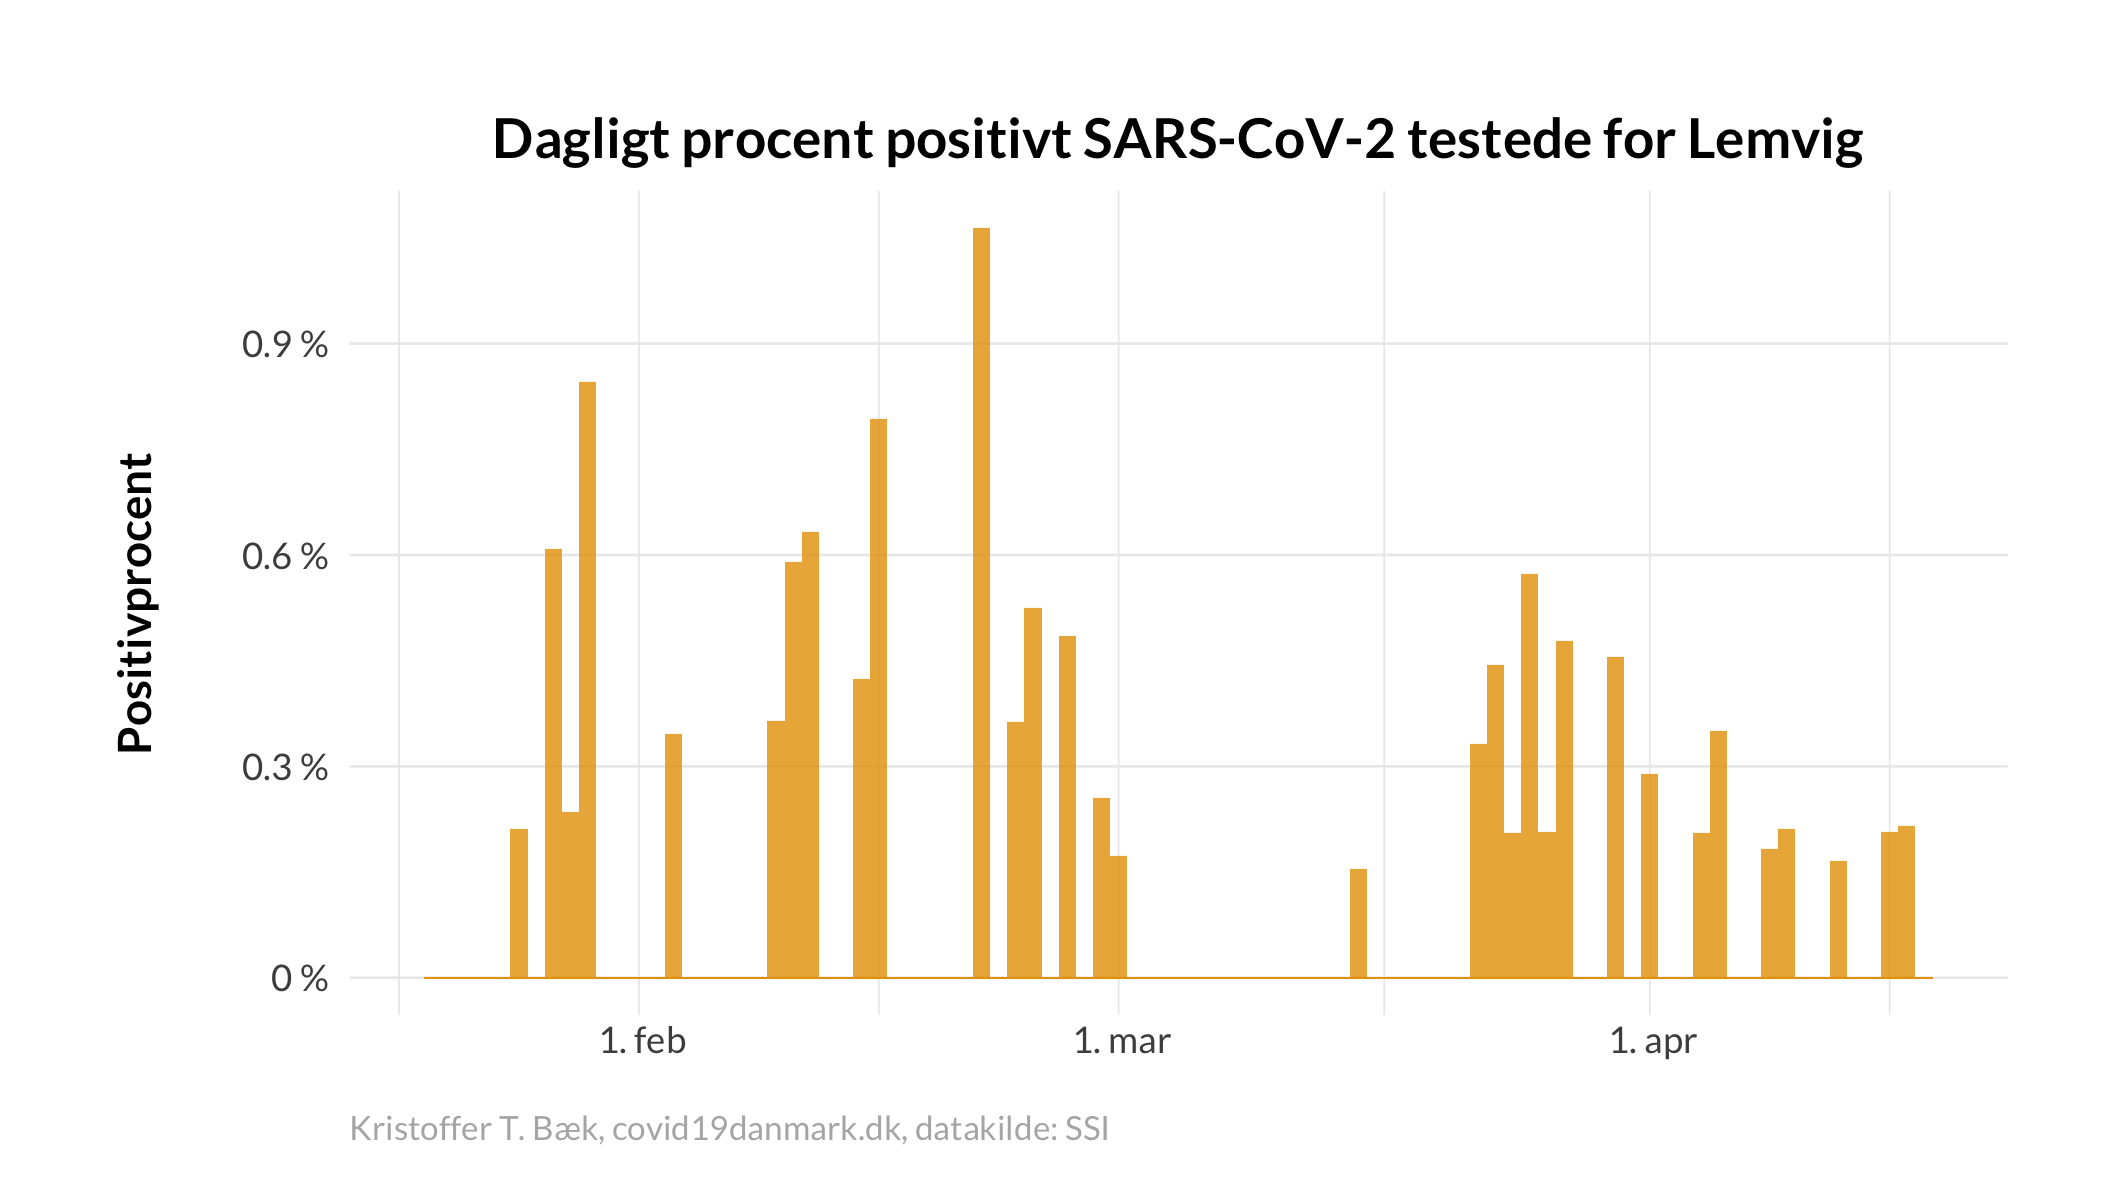 Dagligt procent positivt SARS-CoV-2 testede for Lemvig
Positivprocent
0.9 %
0.6 %
0.3 %
0 %
1. feb
1. mar
1. apr
Kristoffer T. Bæk, covid19danmark.dk, datakilde: SSI